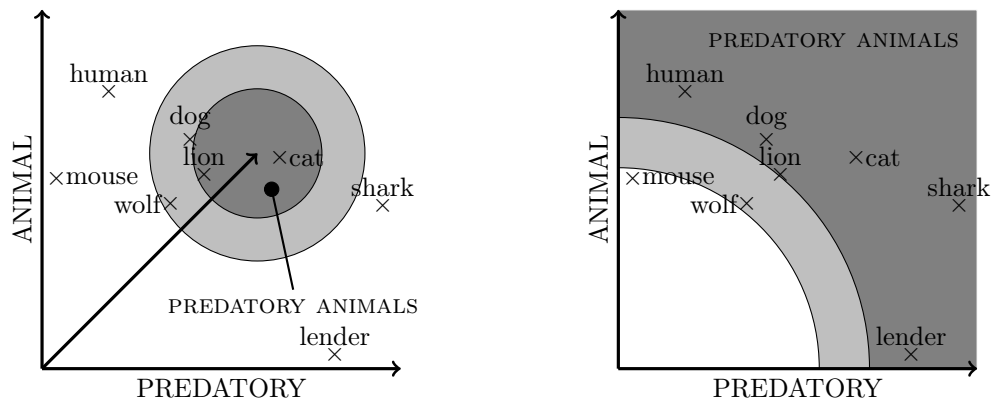 human
dog
lion
cat
mouse
wolf
shark
ANIMAL
PREDATORY ANIMALS
lender
PREDATORY
PREDATORY ANIMALS
human
dog
lion
cat
mouse
wolf
shark
ANIMAL
lender
PREDATORY